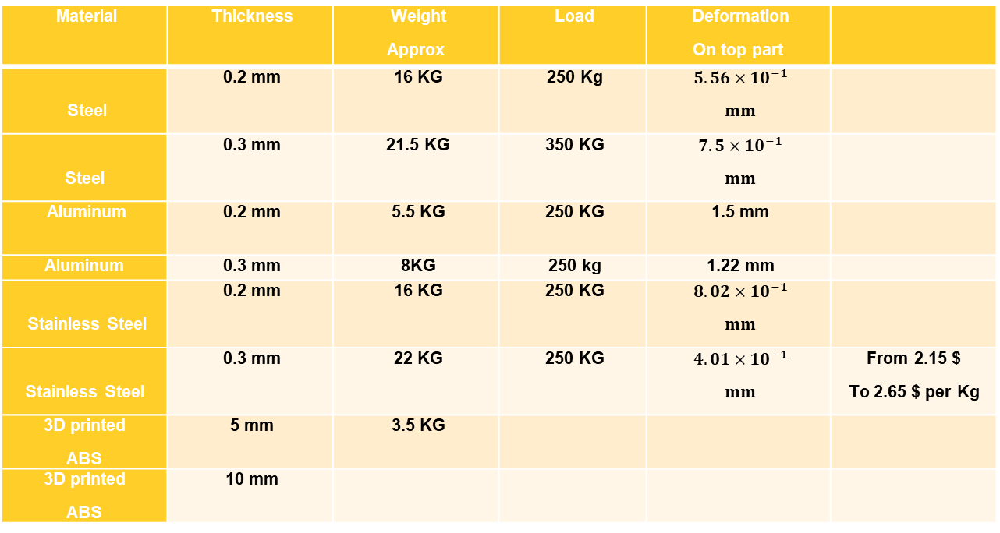 Material Thickness Weight Load Deformation
Approx On top part
0.2 mm 16 KG 250 Kg 5.56 × 10⁻¹
Steel mm
0.3 mm 21.5 KG 350 KG 7.5 × 10⁻¹
Steel mm
Aluminum 0.2 mm 5.5 KG 250 KG 1.5 mm
Aluminum 0.3 mm 8KG 250 kg 1.22 mm
0.2 mm 16 KG 250 KG 8.02 × 10⁻¹
Stainless Steel mm
0.3 mm 22 KG 250 KG 4.01 × 10⁻¹ From 2.15 $
Stainless Steel mm To 2.65 $ per Kg
3D printed 5 mm 3.5 KG
ABS
3D printed 10 mm
ABS